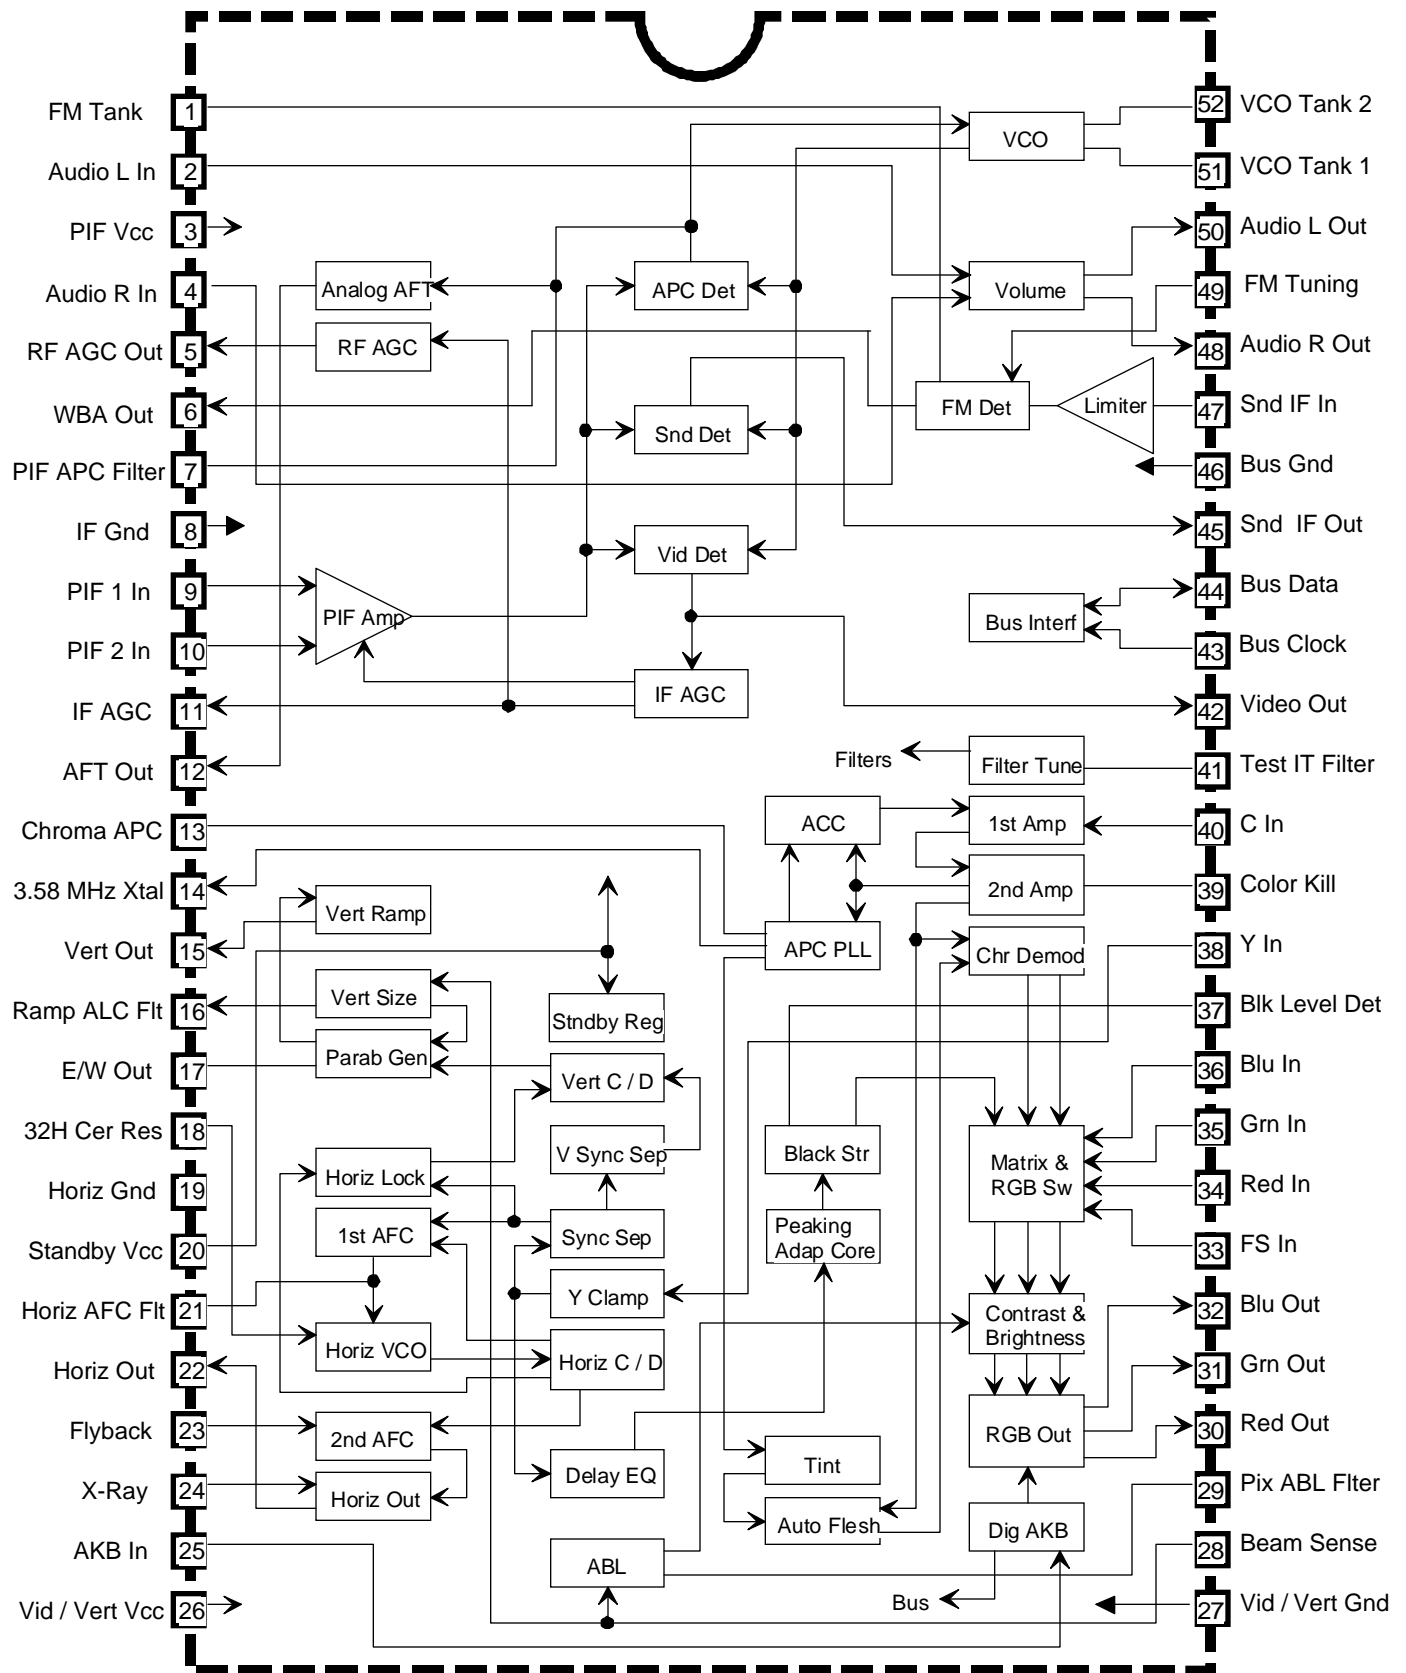 FM Tank 1
Audio L In 2
PIF Vcc 3
Audio R In 4
RF AGC Out 5
WBA Out 6
PIF APC Filter 7
IF Gnd 8
PIF 1 In 9
PIF 2 In 10
IF AGC 11
AFT Out 12
Chroma APC 13
3.58 MHz Xtal 14
Vert Out 15
Ramp ALC Flt 16
E/W Out 17
32H Cer Res 18
Horiz Gnd 19
Standby Vcc 20
Horiz AFC Flt 21
Horiz Out 22
Flyback 23
X-Ray 24
AKB In 25
Vid / Vert Vcc 26
Analog AFT
RF AGC
PIF Amp
APC Det
Snd Det
Vid Det
IF AGC
VCO
Volume
FM Det
Limiter
Bus Interf
Filters
Filter Tune
ACC
1st Amp
2nd Amp
APC PLL
Chr Demod
Vert Ramp
Vert Size
Parab Gen
Stndby Reg
Vert C / D
V Sync Sep
Horiz Lock
1st AFC
Sync Sep
Y Clamp
Horiz VCO
Horiz C / D
2nd AFC
Horiz Out
Delay EQ
ABL
Black Str
Peaking
Adap Core
Matrix &
RGB Sw
Contrast &
Brightness
RGB Out
Tint
Auto Flesh
Dig AKB
Bus
52 VCO Tank 2
51 VCO Tank 1
50 Audio L Out
49 FM Tuning
48 Audio R Out
47 Snd IF In
46 Bus Gnd
45 Snd IF Out
44 Bus Data
43 Bus Clock
42 Video Out
41 Test IT Filter
40 C In
39 Color Kill
38 Y In
37 Blk Level Det
36 Blu In
35 Grn In
34 Red In
33 FS In
32 Blu Out
31 Grn Out
30 Red Out
29 Pix ABL Flter
28 Beam Sense
27 Vid / Vert Gnd